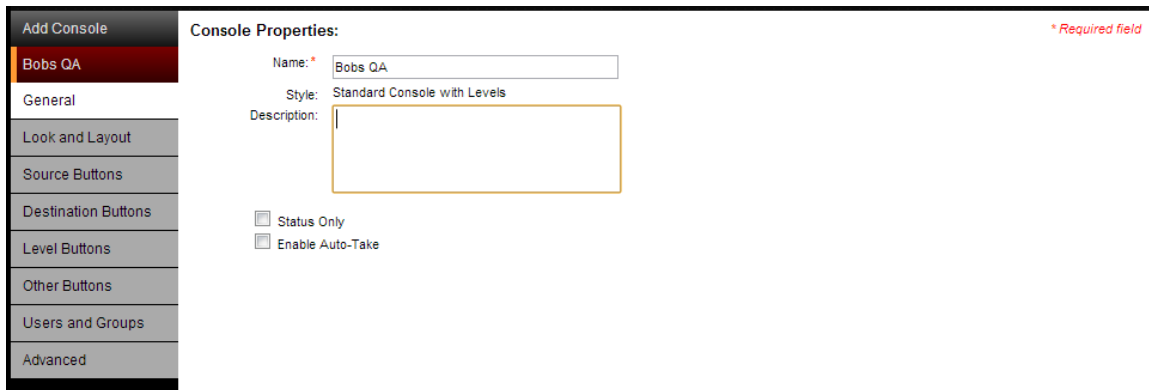 Add Console
Bobs QA
General
Look and Layout
Source Buttons
Destination Buttons
Level Buttons
Other Buttons
Users and Groups
Advanced
Console Properties:
* Required field
Name:* Bobs QA
Style: Standard Console with Levels
Description:
Status Only
Enable Auto-Take